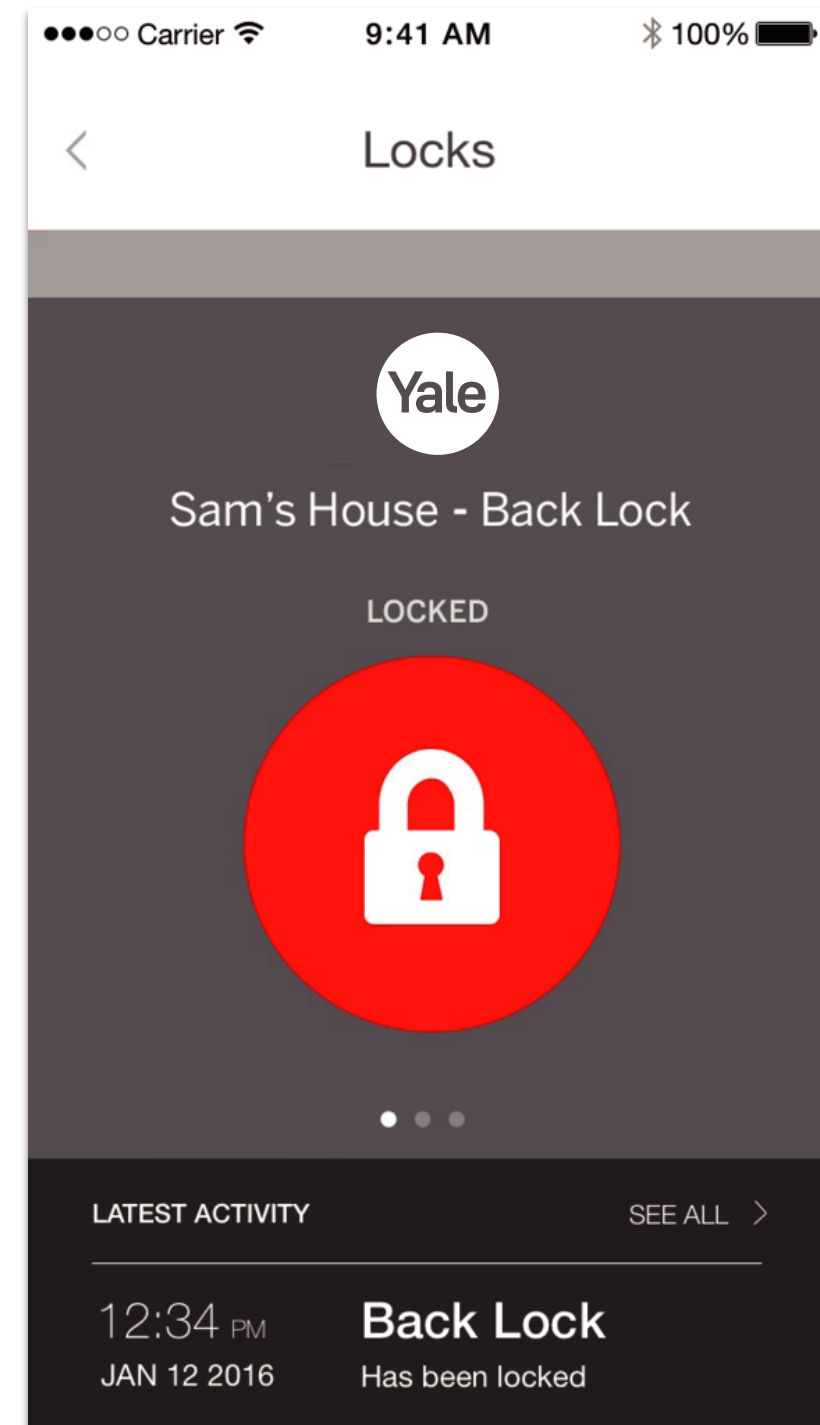 Carrier 9:41 AM 100%
Locks
Yale
Sam's House - Back Lock
LOCKED
LATEST ACTIVITY SEE ALL
12:34 PM Back Lock
JAN 12 2016 Has been locked